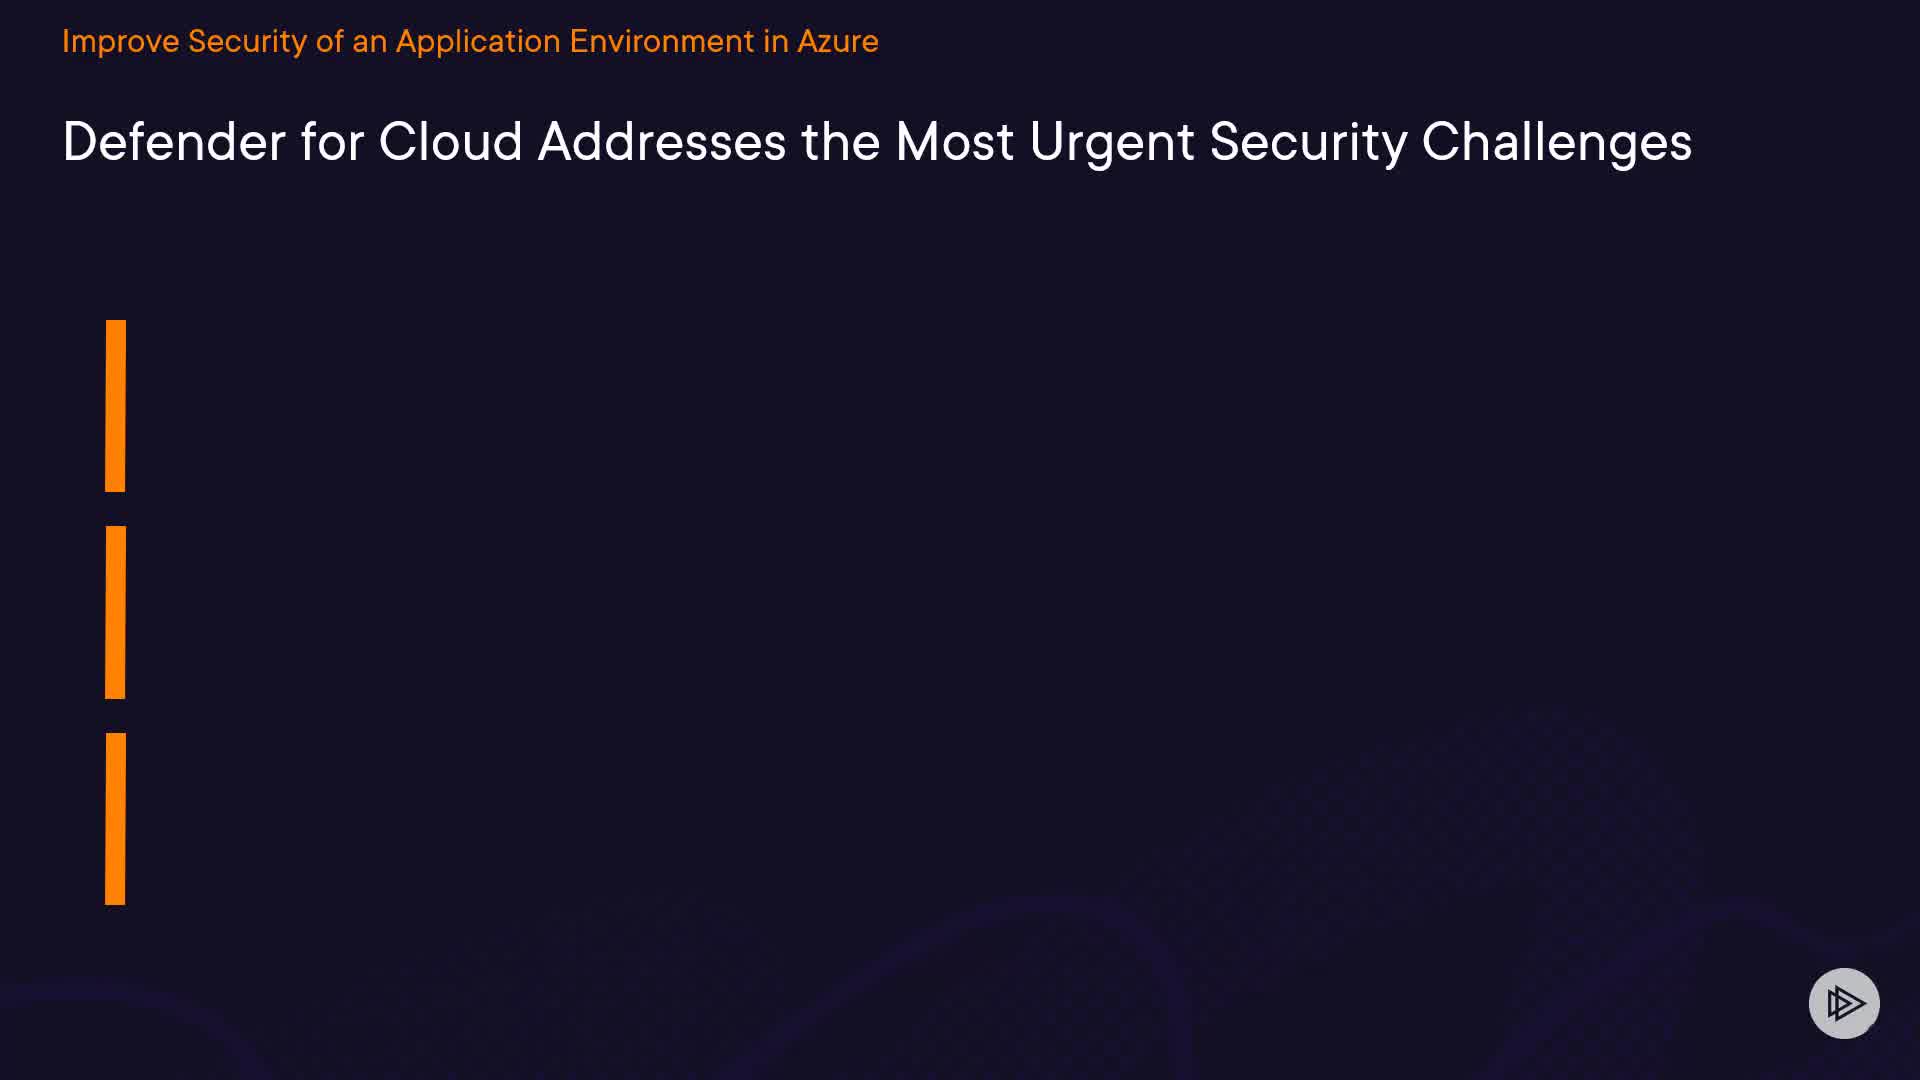 Improve Security of an Application Environment in Azure
Defender for Cloud Addresses the Most Urgent Security Challenges